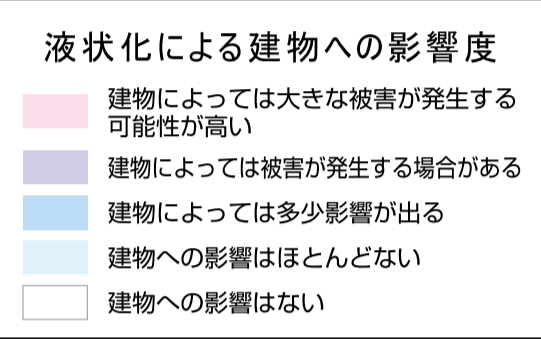 液状化による建物への影響度
建物によっては大きな被害が発生する
可能性が高い
建物によっては被害が発生する場合がある
建物によっては多少影響が出る
建物への影響はほとんどない
建物への影響はない